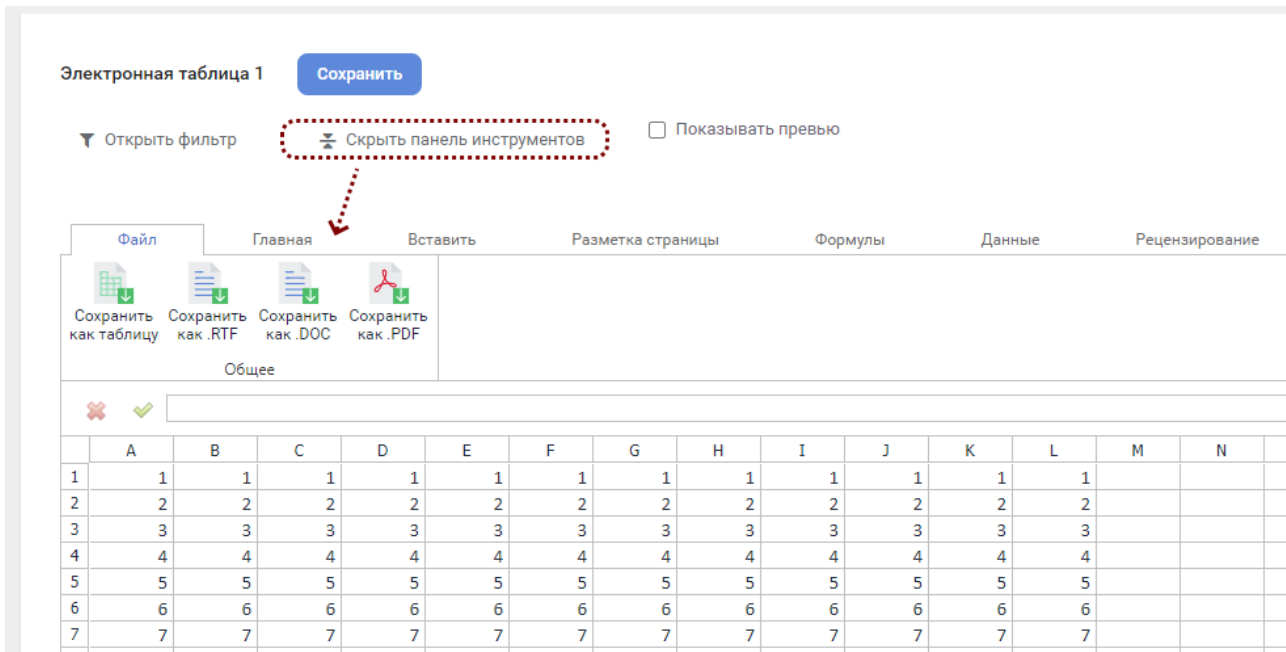 Электронная таблица 1 Сохранить
Открыть фильтр Скрыть панель инструментов Показывать превью
Файл Главная Вставить Разметка страницы Формулы Данные Рецензирование
Сохранить Сохранить Сохранить Сохранить
как таблицу как .RTF как .DOC как .PDF
Общее
A B C D E F G H I J K L M N
1 1 1 1 1 1 1 1 1 1 1 1 1
2 2 2 2 2 2 2 2 2 2 2 2 2
3 3 3 3 3 3 3 3 3 3 3 3 3
4 4 4 4 4 4 4 4 4 4 4 4 4
5 5 5 5 5 5 5 5 5 5 5 5 5
6 6 6 6 6 6 6 6 6 6 6 6 6
7 7 7 7 7 7 7 7 7 7 7 7 7